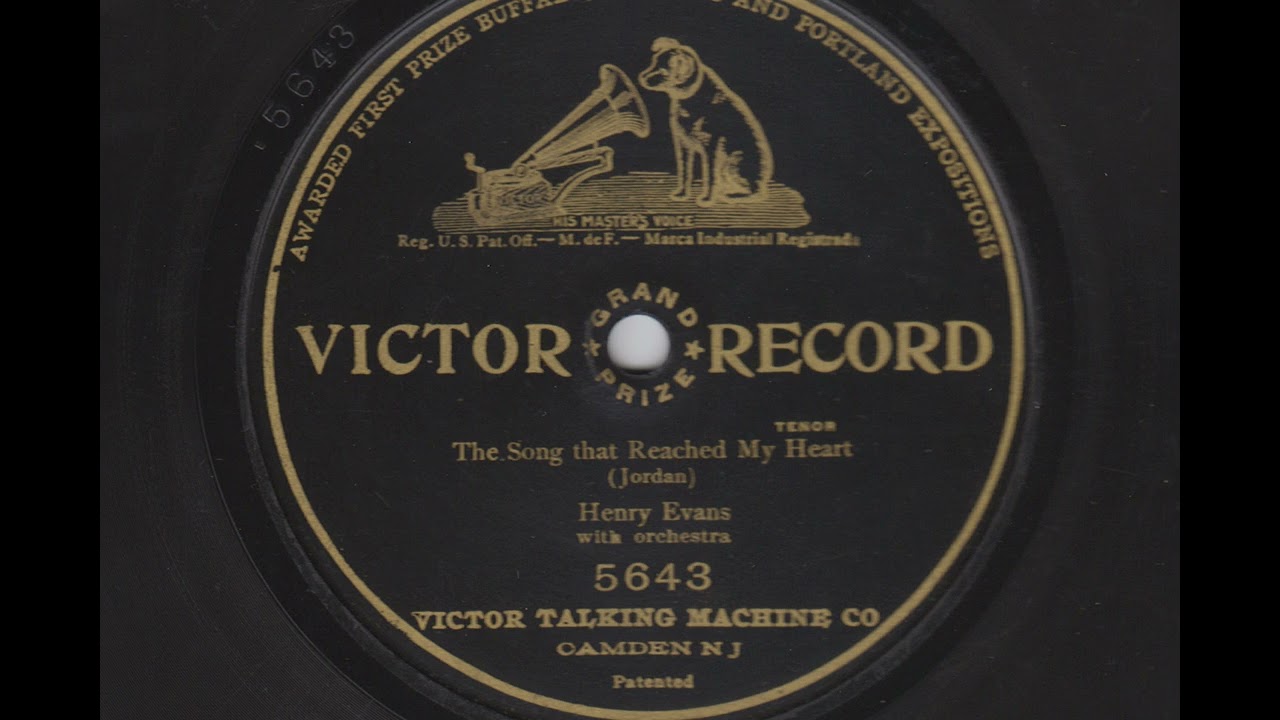 5643
AWARDED FIRST PRIZE AND PORTLAND EXPOSITIONS
VICTOR
HIS MASTER'S VOICE
Reg. U. S. Pat. Off.— M. de F.— Marca Industrial Registrada
VICTOR RECORD
GRAND
PRIZE
TENOR
The Song that Reached My Heart
(Jordan)
Henry Evans
with orchestra
5643
VICTOR TALKING MACHINE CO
CAMDEN N J
Patented